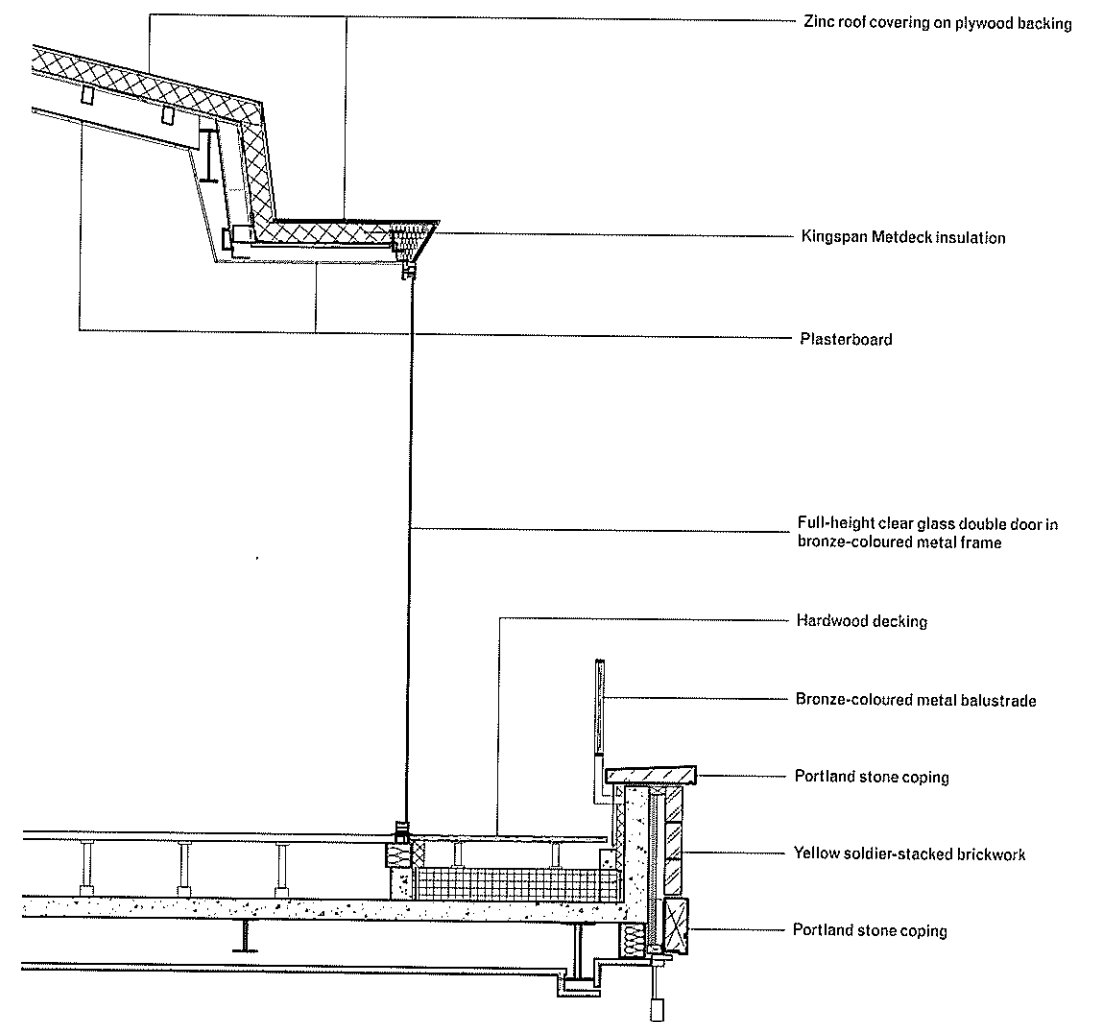 Zinc roof covering on plywood backing
Kingspan Metdeck insulation
Plasterboard
Full-height clear glass double door in
bronze-coloured metal frame
Hardwood decking
Bronze-coloured metal balustrade
Portland stone coping
Yellow soldier-stacked brickwork
Portland stone coping